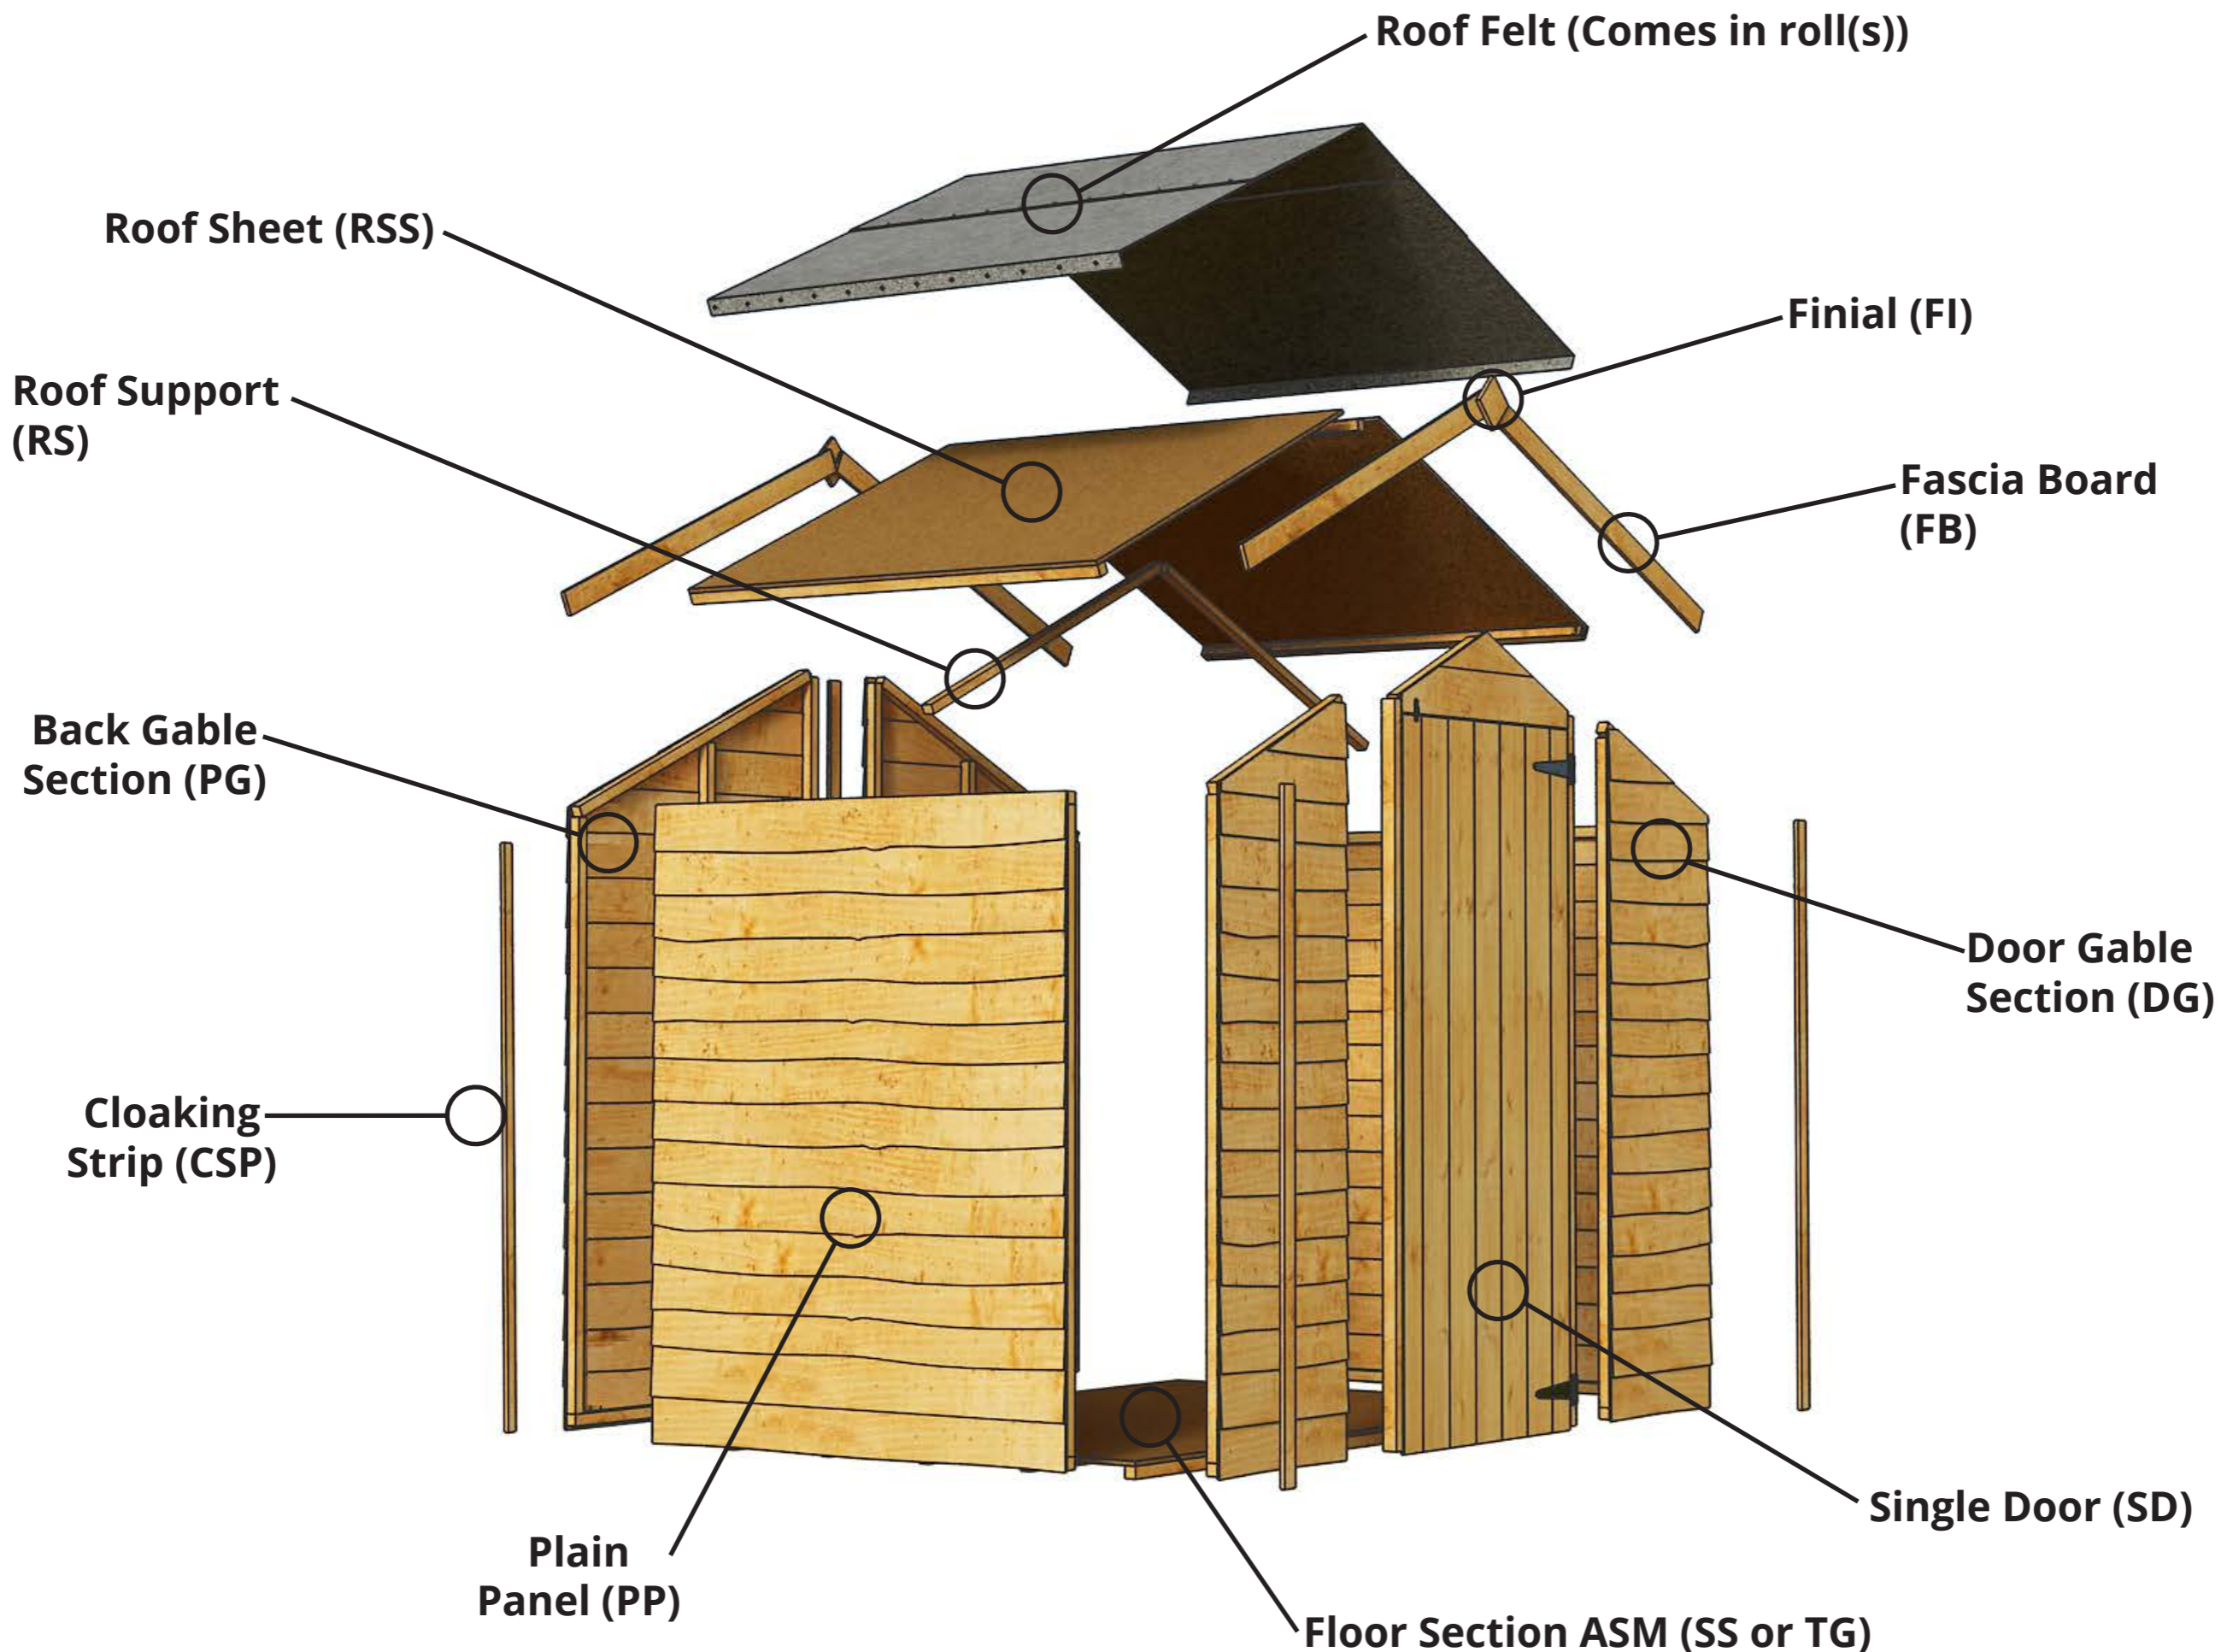 Roof Felt (Comes in roll(s))
Roof Sheet (RSS)
Finial (FI)
Roof Support
(RS)
Fascia Board
(FB)
Back Gable
Section (PG)
Door Gable
Section (DG)
Cloaking
Strip (CSP)
Single Door (SD)
Plain
Panel (PP)
Floor Section ASM (SS or TG)